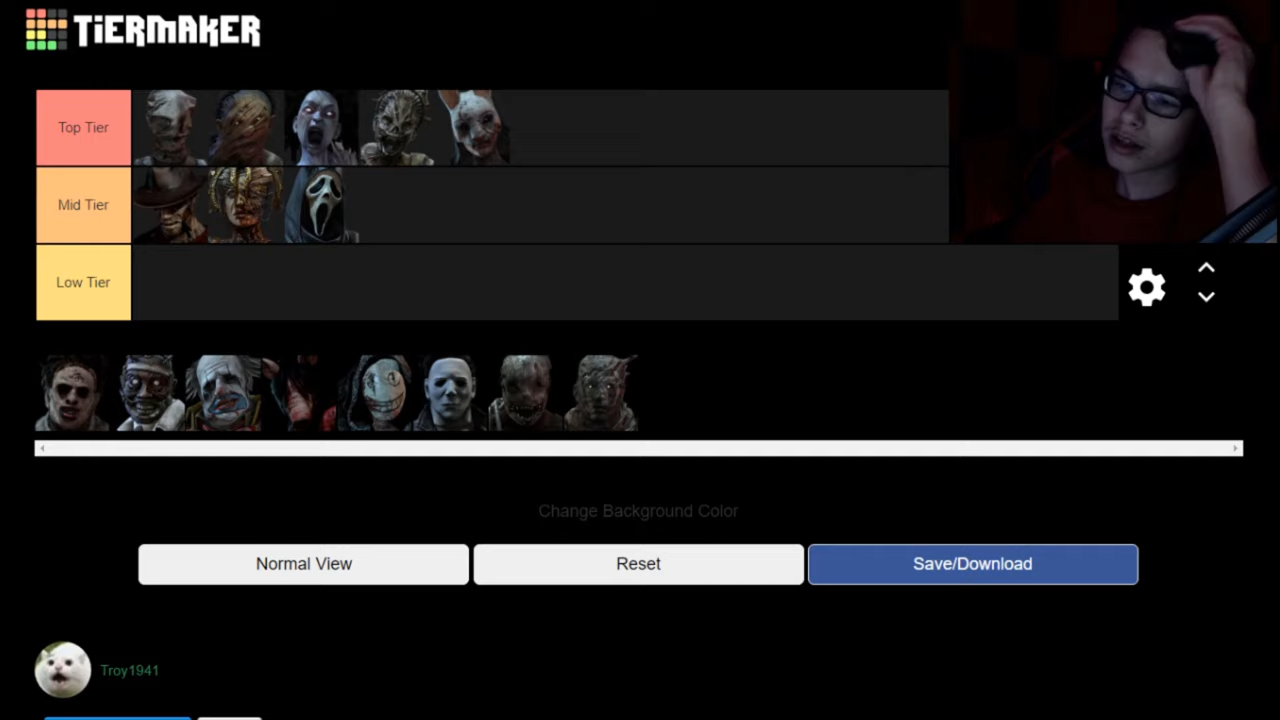 TiERMAKER
Top Tier
Mid Tier
Low Tier
Change Background Color
Normal View
Reset
Save/Download
Troy1941